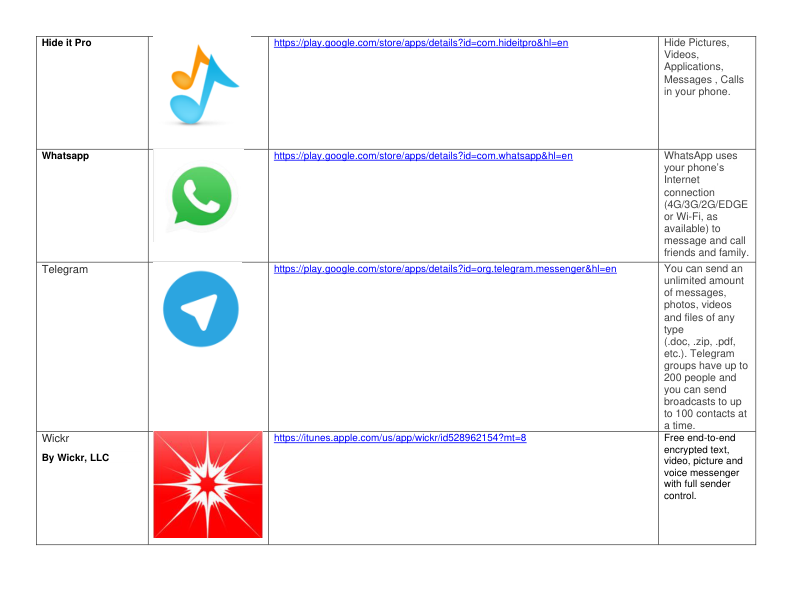 Hide it Pro
https://play.google.com/store/apps/details?id=com.hideitpro&hl=en
Hide Pictures,
Videos,
Applications,
Messages , Calls
in your phone.
Whatsapp
https://play.google.com/store/apps/details?id=com.whatsapp&hl=en
WhatsApp uses
your phone's
Internet
connection
(4G/3G/2G/EDGE
or Wi-Fi, as
available) to
message and call
friends and family.
Telegram
https://play.google.com/store/apps/details?id=org.telegram.messenger&hl=en
You can send an
unlimited amount
of messages,
photos, videos
and files of any
type
(.doc, .zip, .pdf,
etc.). Telegram
groups have up to
200 people and
you can send
broadcasts to up
to 100 contacts at
a time.
Wickr
By Wickr, LLC
https://itunes.apple.com/us/app/wickr/id528962154?mt=8
Free end-to-end
encrypted text,
video, picture and
voice messenger
with full sender
control.